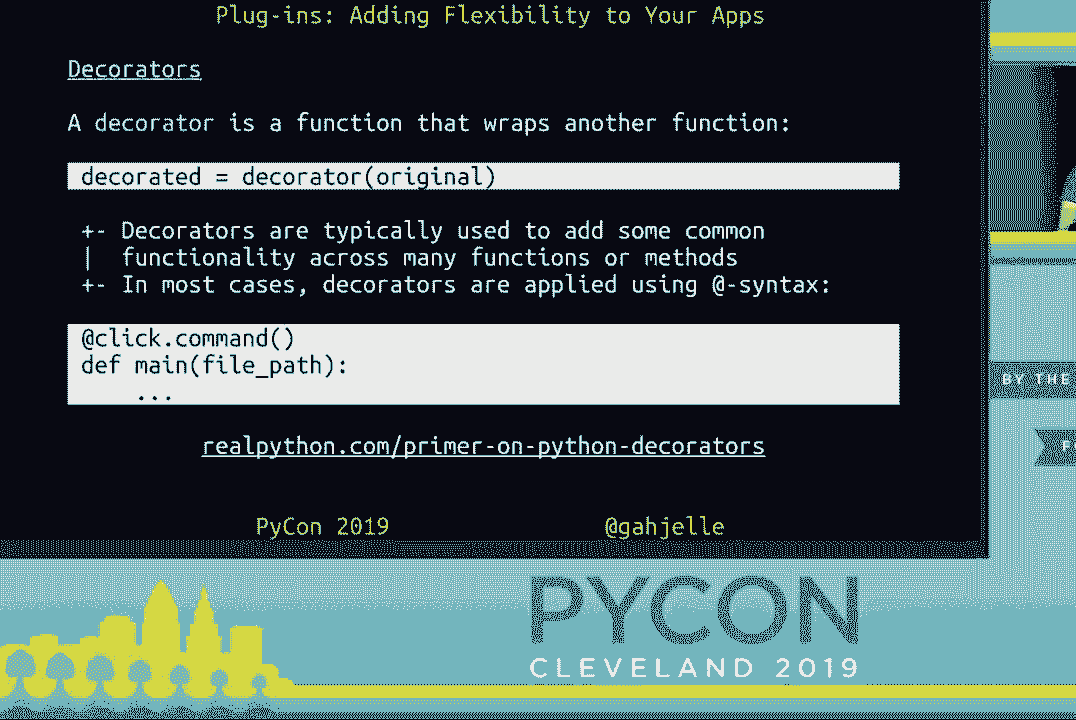 Plug-ins: Adding Flexibility to Your Apps
Decorators
A decorator is a function that wraps another function:
decorated = decorator(original)
+- Decorators are typically used to add some common
|  functionality across many functions or methods
+- In most cases, decorators are applied using @-syntax:
@click.command()
def main(file_path):
    ...
realpython.com/primer-on-python-decorators
PyCon 2019
@gahjelle
BY THE
PYCON
CLEVELAND 2019